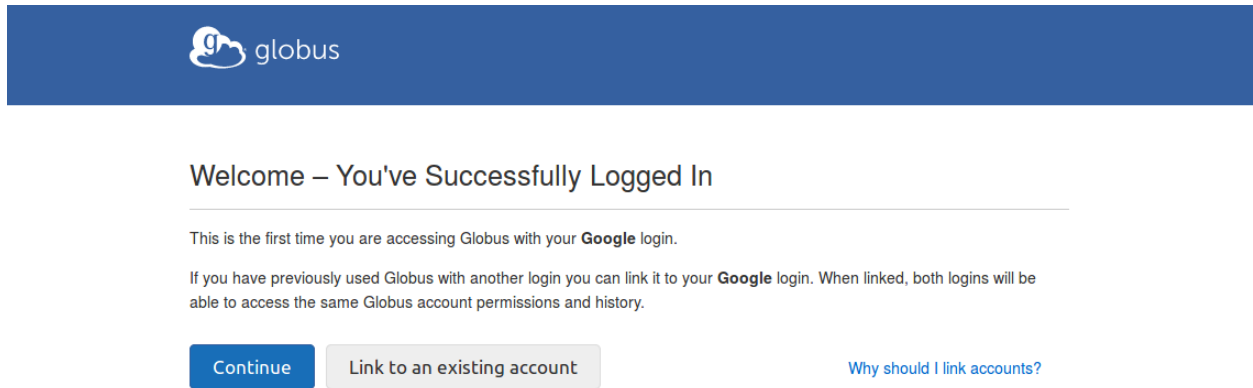 globus
Welcome – You've Successfully Logged In
This is the first time you are accessing Globus with your Google login.
If you have previously used Globus with another login you can link it to your Google login. When linked, both logins will
able to access the same Globus account permissions and history.
Continue
Link to an existing account
Why should I link accounts?